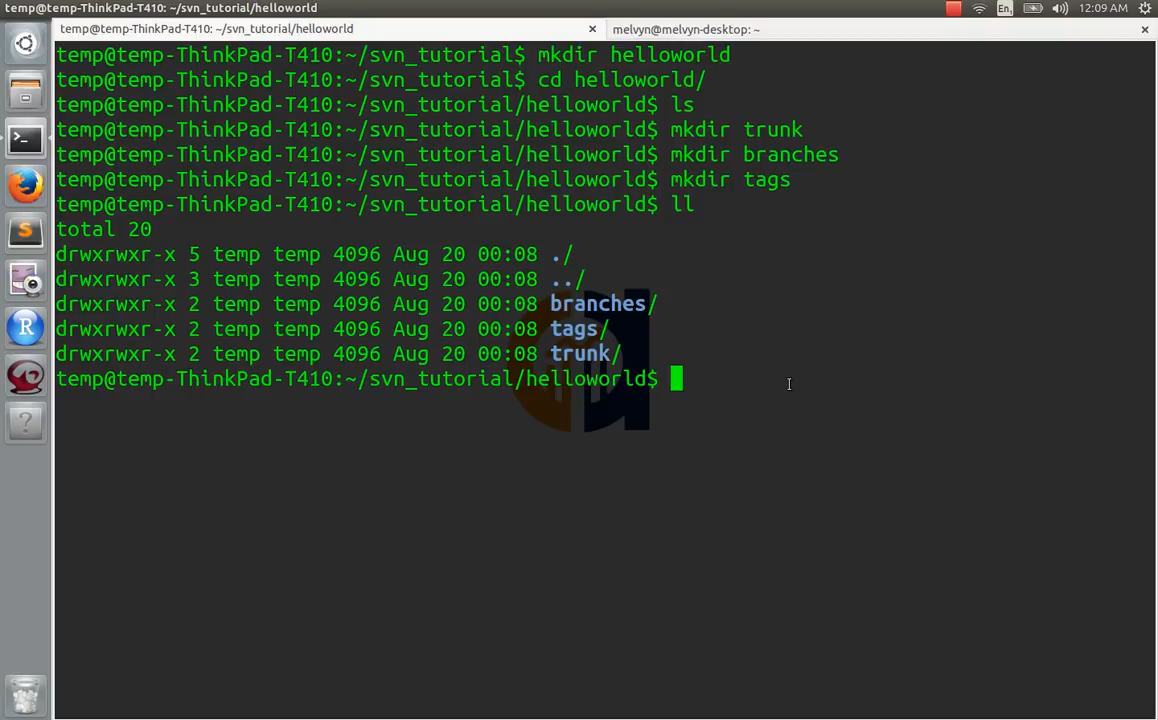 temp@temp-ThinkPad-T410: ~/svn_tutorial/helloworld
En1
12:09 AM
temp@temp-ThinkPad-T410: ~/svn_tutorial/helloworld
melvyn@melvyn-desktop: ~
temp@temp-ThinkPad-T410:~/svn_tutorial$ mkdir helloworld
temp@temp-ThinkPad-T410:~/svn_tutorial$ cd helloworld/
temp@temp-ThinkPad-T410:~/svn_tutorial/helloworld$ ls
temp@temp-ThinkPad-T410:~/svn_tutorial/helloworld$ mkdir trunk
temp@temp-ThinkPad-T410:~/svn_tutorial/helloworld$ mkdir branches
temp@temp-ThinkPad-T410:~/svn_tutorial/helloworld$ mkdir tags
temp@temp-ThinkPad-T410:~/svn_tutorial/helloworld$ ll
total 20
drwxrwxr-x 5 temp temp 4096 Aug 20 00:08 ./
drwxrwxr-x 3 temp temp 4096 Aug 20 00:08 ../
drwxrwxr-x 2 temp temp 4096 Aug 20 00:08 branches/
drwxrwxr-x 2 temp temp 4096 Aug 20 00:08 tags/
drwxrwxr-x 2 temp temp 4096 Aug 20 00:08 trunk/
temp@temp-ThinkPad-T410:~/svn_tutorial/helloworld$